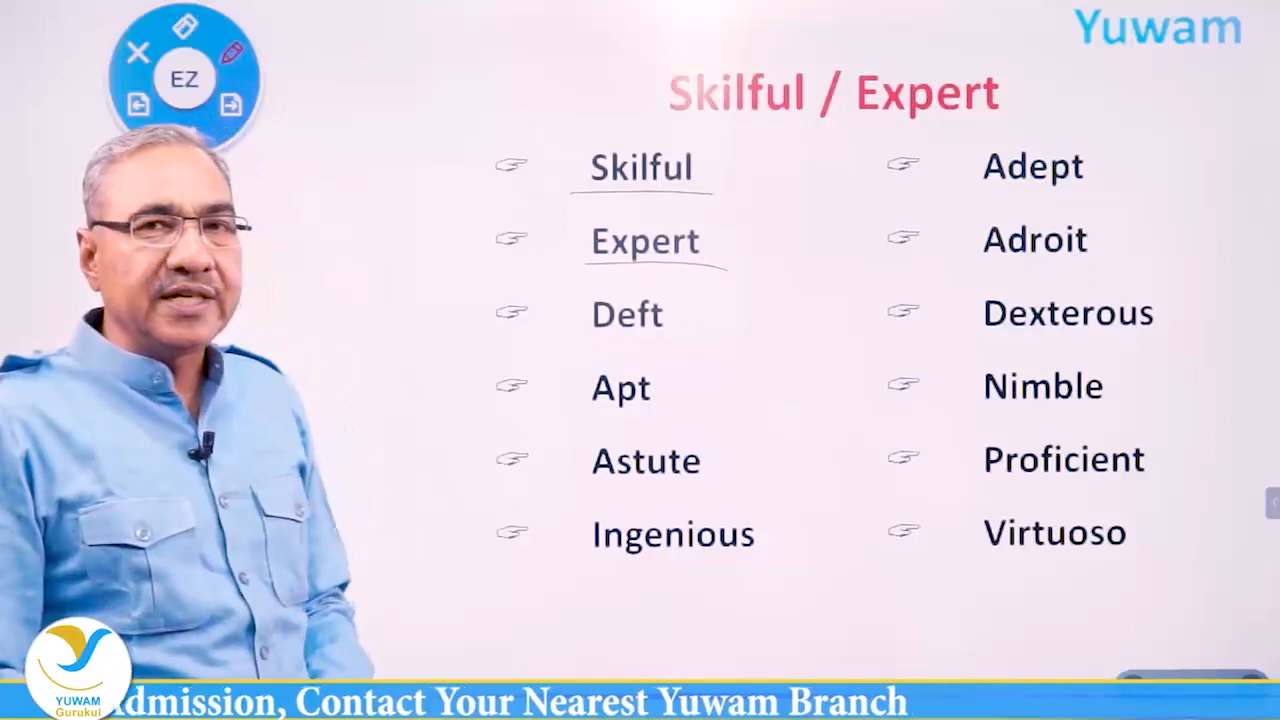 Yuwam
EZ
Skilful / Expert
Skilful
Adept
Expert
Adroit
Deft
Dexterous
Apt
Nimble
Astute
Proficient
Ingenious
Virtuoso
YUWAM
Gurukul
Admission, Contact Your Nearest Yuwam Branch